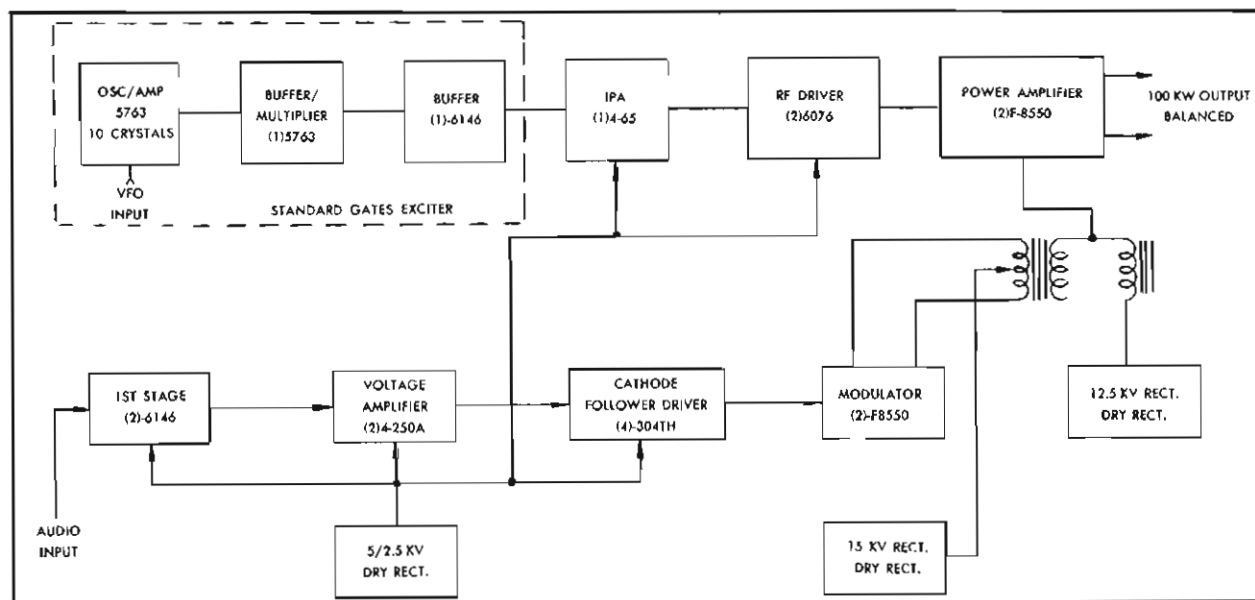 OSC/AMP
5763
10 CRYSTALS
BUFFER/
MULTIPLIER
(1)5763
BUFFER
(1)-6146
IPA
(1)4-65
RF DRIVER
(2)6076
POWER AMPLIFIER
(2)F-8550
100 KW OUTPUT
BALANCED
VFO
INPUT
STANDARD GATES EXCITER
1ST STAGE
(2)-6146
VOLTAGE
AMPLIFIER
(2)4-250A
CATHODE
FOLLOWER DRIVER
(4)-304TH
MODULATOR
(2)-F8550
12.5 KV RECT.
DRY RECT.
AUDIO
INPUT
5/2.5 KV
DRY RECT.
15 KV RECT.
DRY RECT.